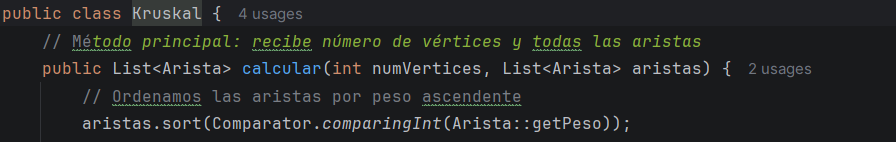 public class Kruskal { 4 usages
// Método principal: recibe número de vértices y todas las aristas
public List<Arista> calcular(int numVertices, List<Arista> aristas) { 2 usages
// Ordenamos las aristas por peso ascendente
aristas.sort(Comparator.comparingInt(Arista::getPeso));